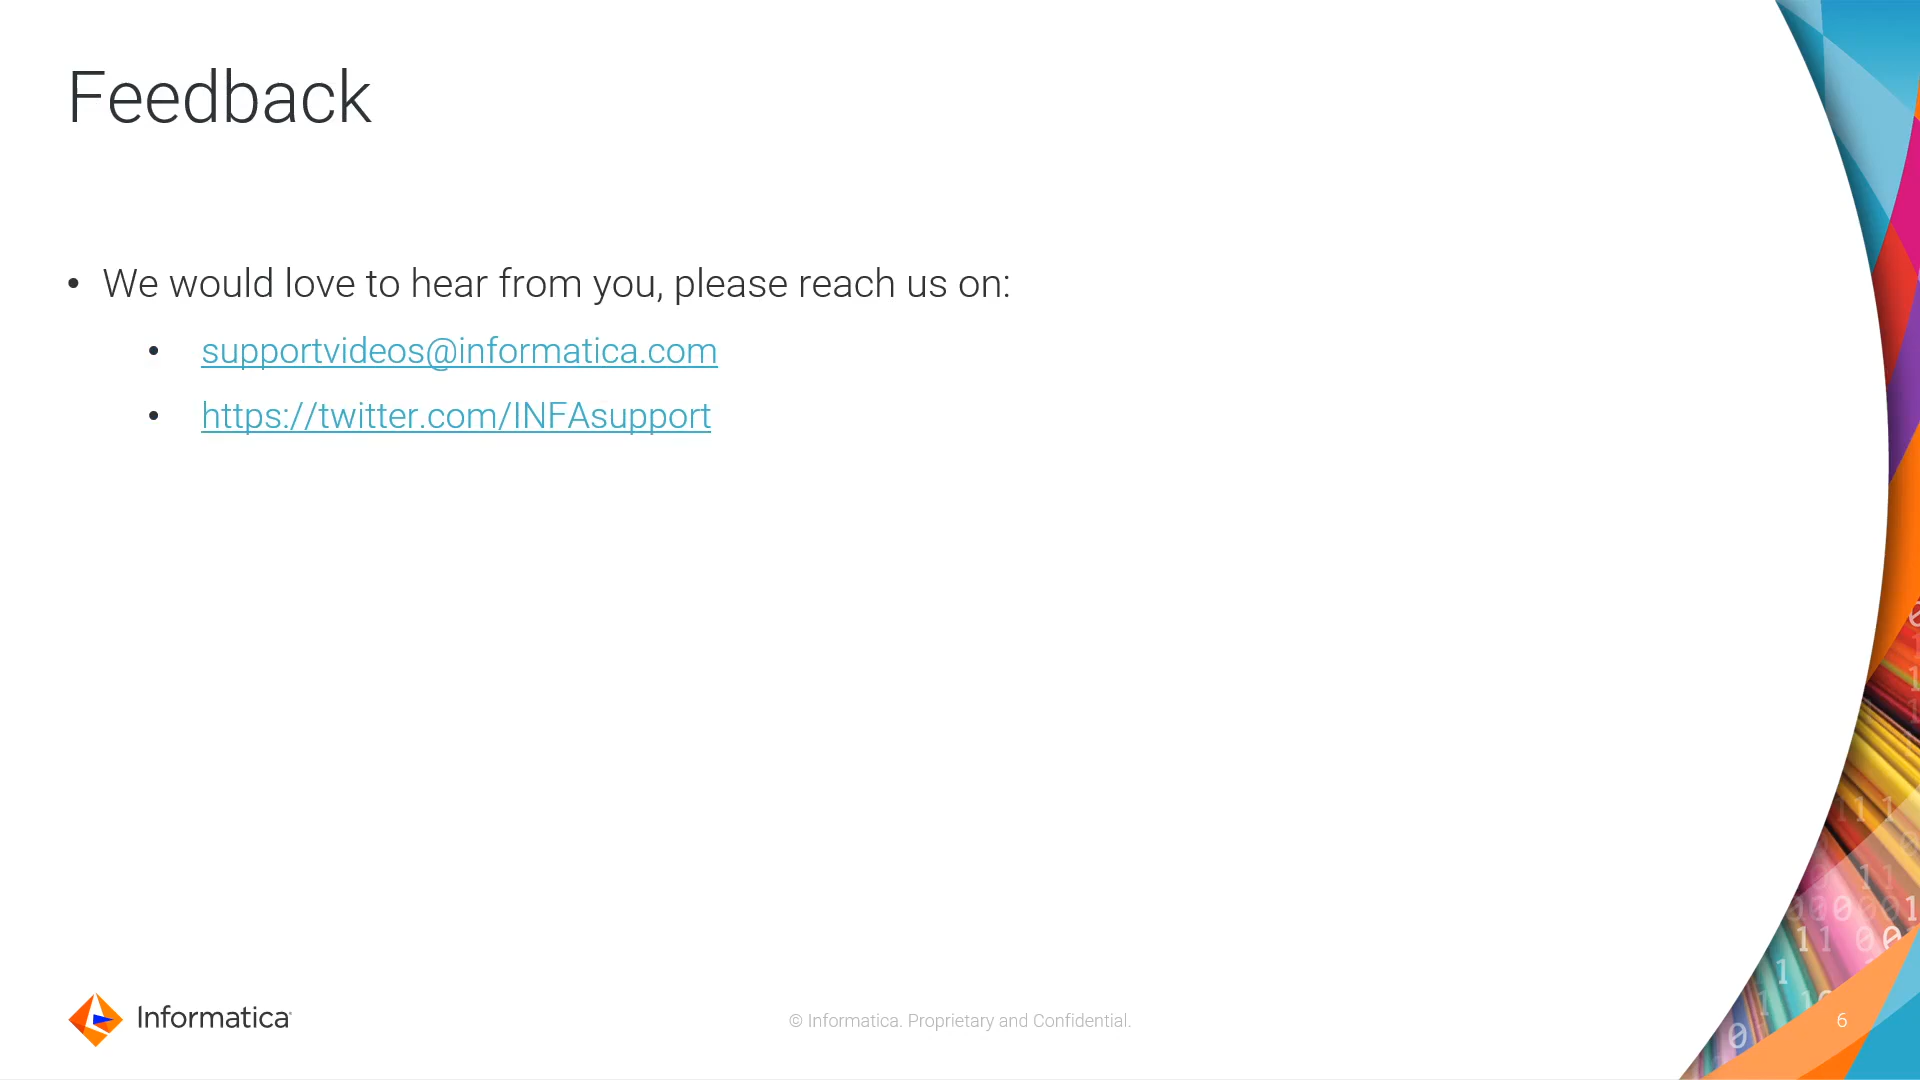 Feedback
• We would love to hear from you, please reach us on:
• supportvideos@informatica.com
• https://twitter.com/INFAsupport
Informatica
© Informatica. Proprietary and Confidential.
6